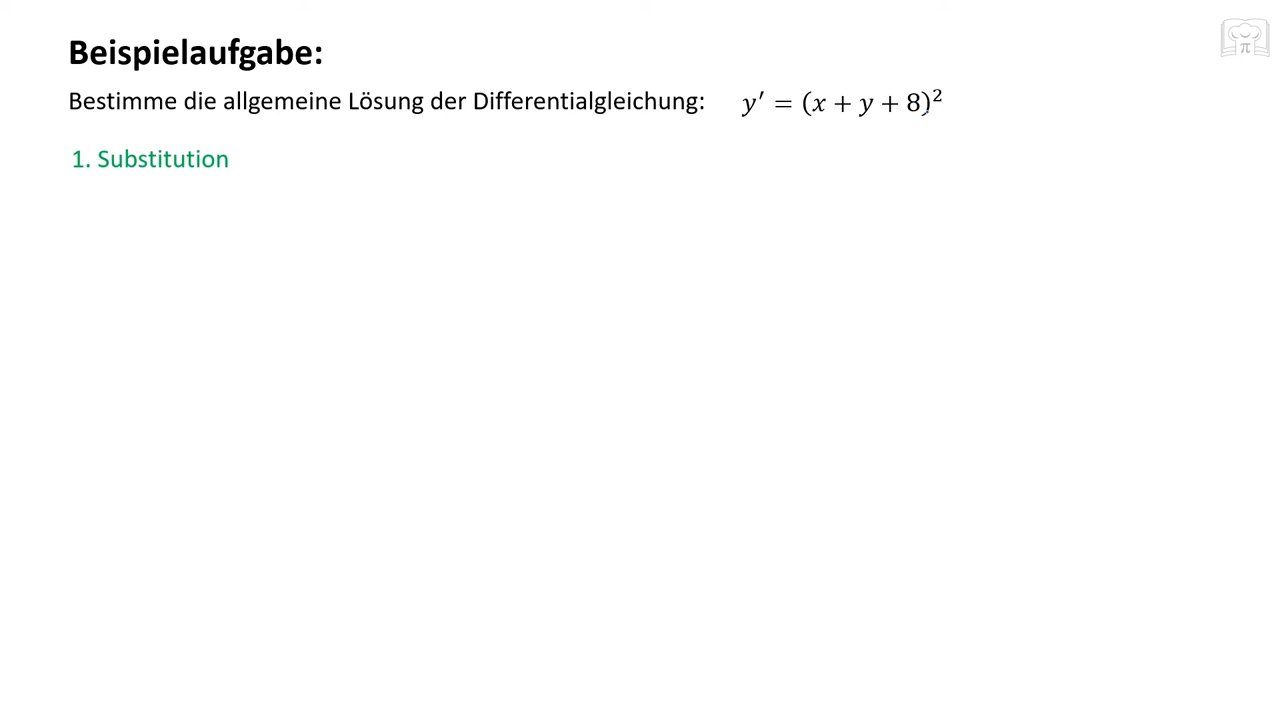 Beispielaufgabe:
Bestimme die allgemeine Lösung der Differentialgleichung: y′ = (x + y + 8)²
1. Substitution
π